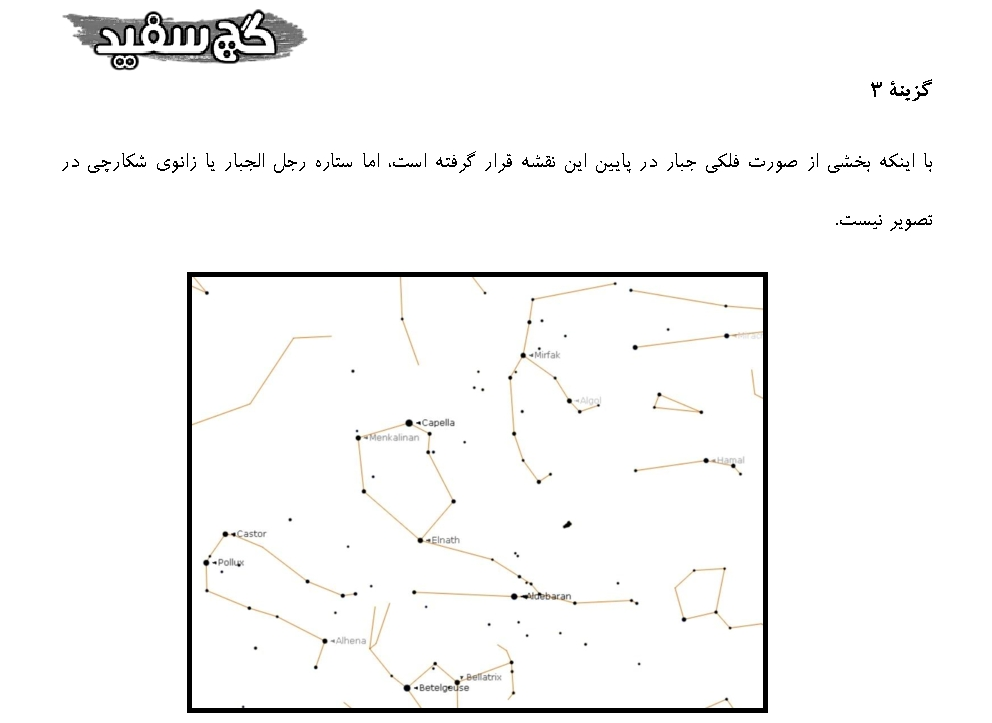 گچ سفید
گزینهٔ ۳
با اینکه بخشی از صورت فلکی جبار در پایین این نقشه قرار گرفته است، اما ستاره رجل الجبار یا زانوی شکارچی در
تصویر نیست.
Mirfak
Mirach
Algol
Capella
Menkalinan
Hamal
Castor
Elnath
Pollux
Aldebaran
Alhena
Bellatrix
Betelgeuse